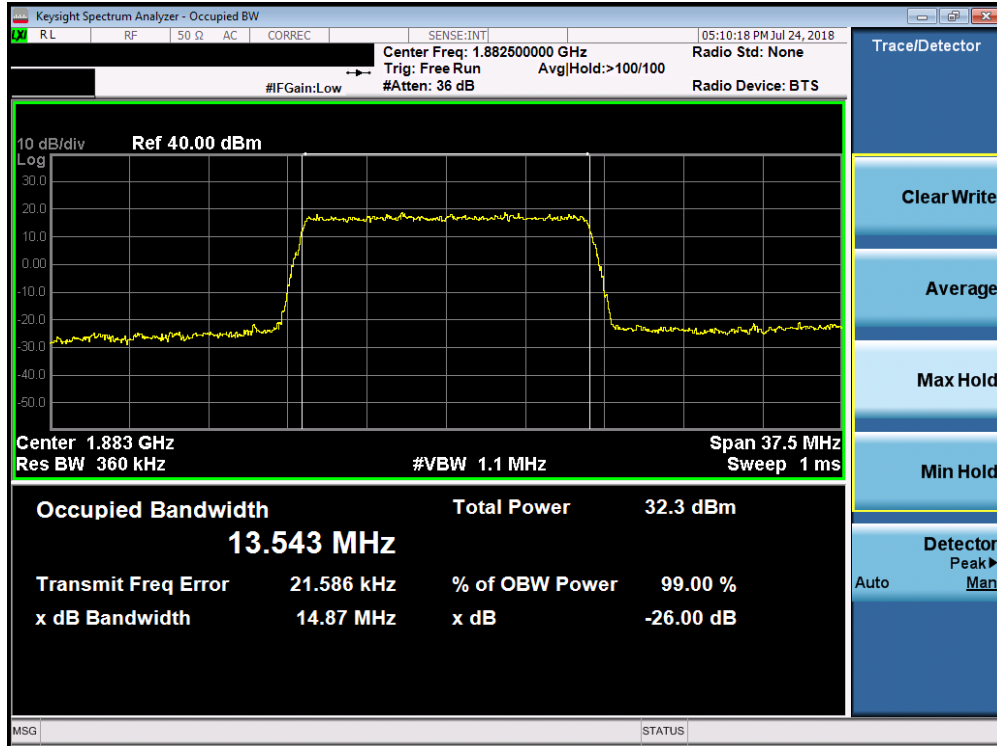 Keysight Spectrum Analyzer - Occupied BW
LXI RL RF 50 Ω AC CORREC SENSE:INT 05:10:18 PM Jul 24, 2018
Center Freq: 1.882500000 GHz Radio Std: None
Trig: Free Run Avg|Hold:>100/100
#IFGain:Low #Atten: 36 dB Radio Device: BTS
10 dB/div Ref 40.00 dBm
Log
30.0
20.0
10.0
0.00
-10.0
-20.0
-30.0
-40.0
-50.0
Center 1.883 GHz Span 37.5 MHz
Res BW 360 kHz #VBW 1.1 MHz Sweep 1 ms
Occupied Bandwidth Total Power 32.3 dBm
13.543 MHz
Transmit Freq Error 21.586 kHz % of OBW Power 99.00 %
x dB Bandwidth 14.87 MHz x dB -26.00 dB
MSG STATUS
Trace/Detector
Clear Write
Average
Max Hold
Min Hold
Detector
Peak▶
Auto Man